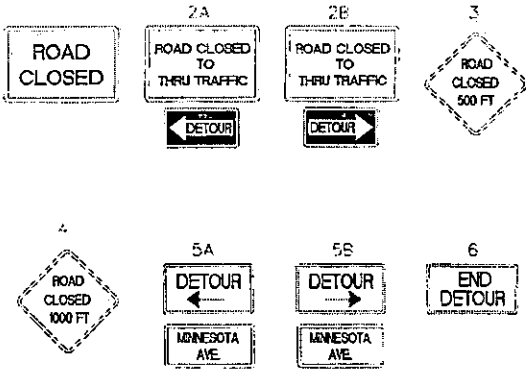 2A
2B
3
ROAD
CLOSED
ROAD CLOSED
TO
THRU TRAFFIC
DETOUR
ROAD CLOSED
TO
THRU TRAFFIC
DETOUR
ROAD
CLOSED
500 FT
4
5A
5B
6
ROAD
CLOSED
1000 FT
DETOUR
MINNESOTA
AVE.
DETOUR
MINNESOTA
AVE.
END
DETOUR